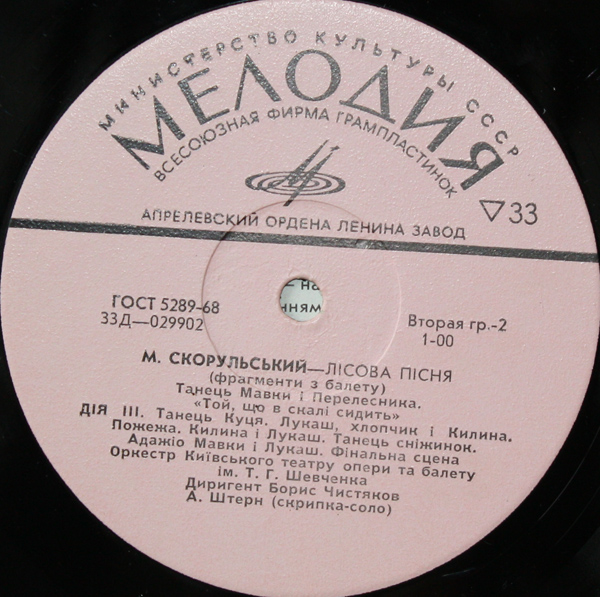 МИНИСТЕРСТВО КУЛЬТУРЫ СССР
МЕЛОДИЯ
ВСЕСОЮЗНАЯ ФИРМА ГРАМПЛАСТИНОК
▽33
АПРЕЛЕВСКИЙ ОРДЕНА ЛЕНИНА ЗАВОД
ГОСТ 5289-68
33Д—029902
Вторая гр.-2
1-00
М. СКОРУЛЬСЬКИЙ—ЛІСОВА ПІСНЯ
(фрагменти з балету)
Танець Мавки і Перелесника.
«Той, що в скалі сидить»
ДІЯ III. Танець Куця. Лукаш, хлопчик і Килина.
Пожежа. Килина і Лукаш. Танець сніжинок.
Адажіо Мавки і Лукаш. Фінальна сцена
Оркестр Київського театру опери та балету
ім. Т. Г. Шевченка
Диригент Борис Чистяков
А. Штерн (скрипка-соло)